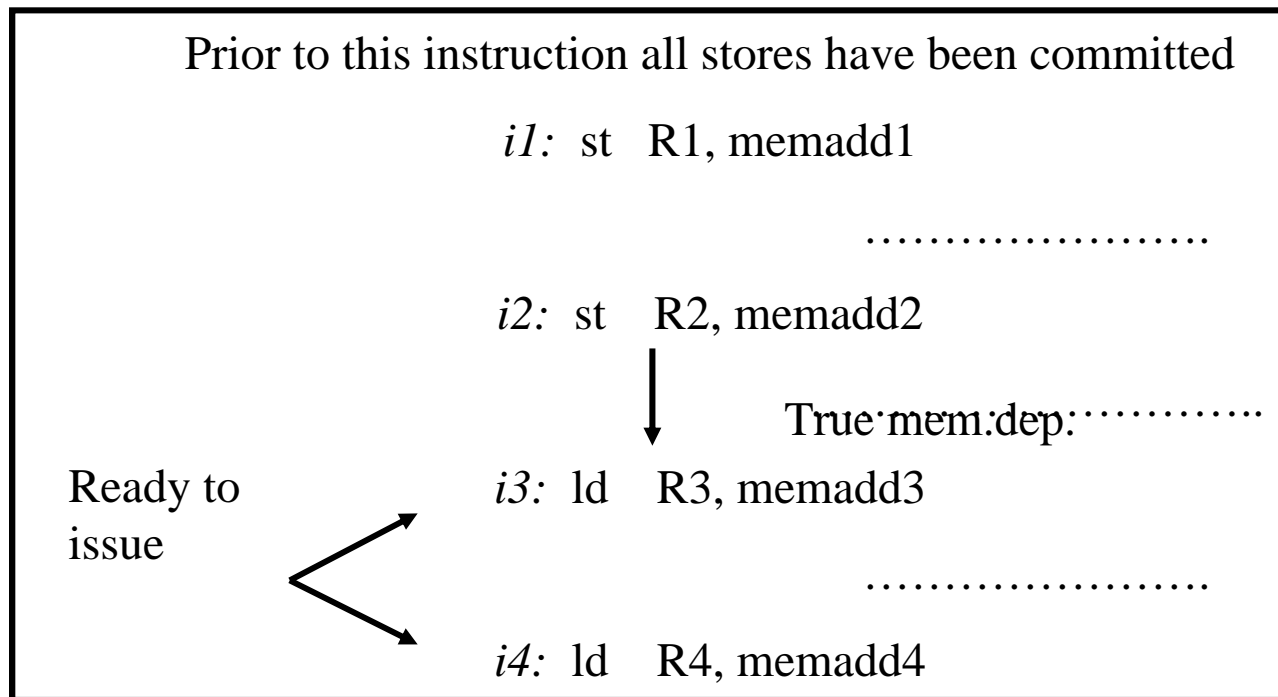 Prior to this instruction all stores have been committed
i1: st R1, memadd1
…………………….
i2: st R2, memadd2
True mem.dep.
…………………………..
Ready to
issue
i3: ld R3, memadd3
…………………….
i4: ld R4, memadd4